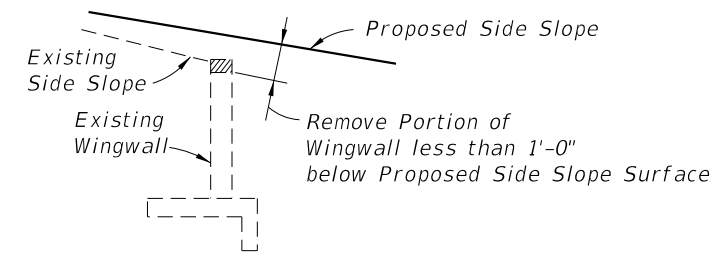 Proposed Side Slope
Existing
Side Slope
Existing
Wingwall
Remove Portion of
Wingwall less than 1'-0"
below Proposed Side Slope Surface